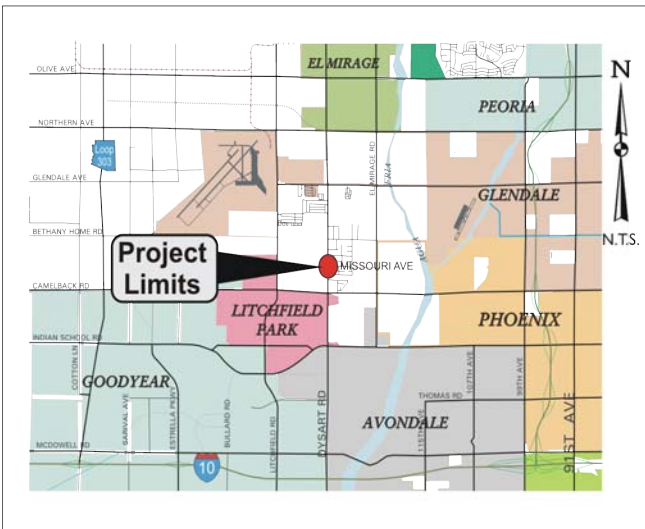 OLIVE AVE
EL MIRAGE
N
PEORIA
NORTHERN AVE
Loop
303
EL MIRAGE RD
GLENDALE AVE
GLENDALE
BETHANY HOME RD
N.T.S.
Project
Limits
MISSOURI AVE
CAMELBACK RD
LITCHFIELD
PARK
PHOENIX
INDIAN SCHOOL RD
COTTON LN
GOODYEAR
SARIVAL AVE
ESTRELLA PKWY
BULLARD RD
LITCHFIELD RD
DYSART RD
THOMAS RD
115TH AVE
107TH AVE
99TH AVE
91ST AVE
AVONDALE
MCDOWELL RD
10